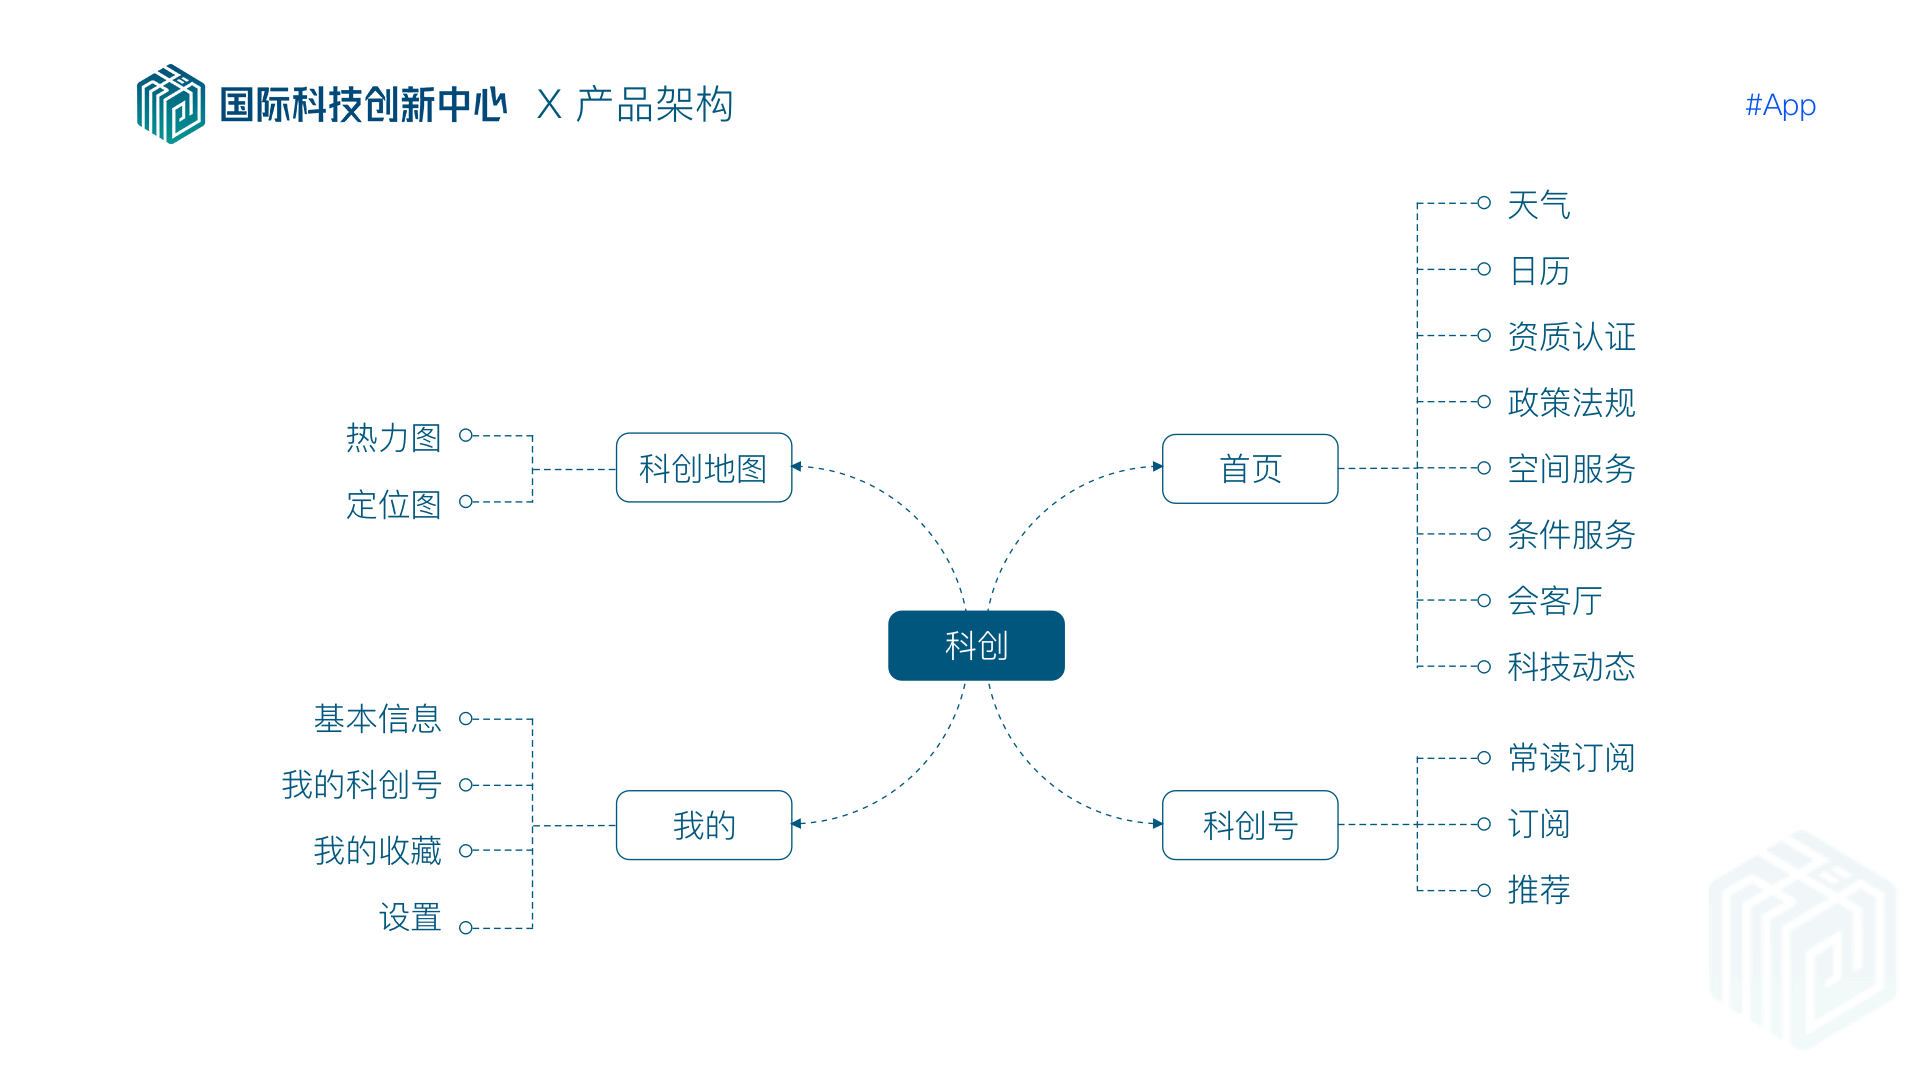 国际科技创新中心 X 产品架构
#App
热力图
定位图
科创地图
首页
天气
日历
资质认证
政策法规
空间服务
条件服务
会客厅
科技动态
科创
基本信息
我的科创号
我的收藏
设置
我的
科创号
常读订阅
订阅
推荐